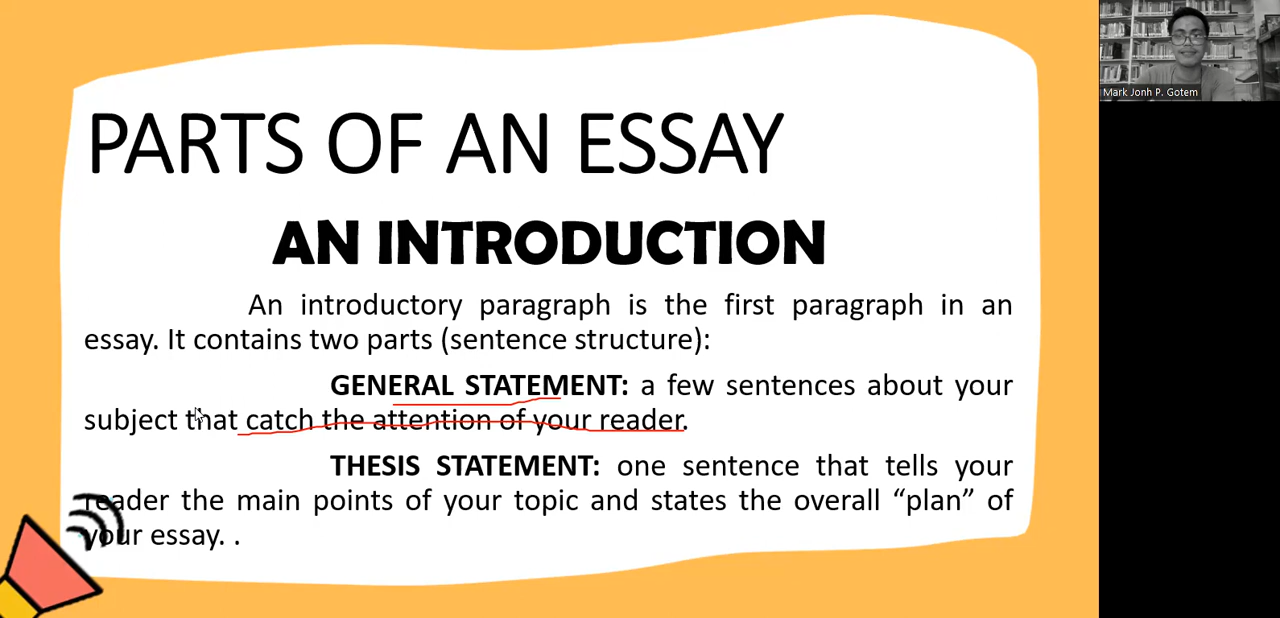 PARTS OF AN ESSAY
AN INTRODUCTION
An introductory paragraph is the first paragraph in an
essay. It contains two parts (sentence structure):
GENERAL STATEMENT: a few sentences about your
subject that catch the attention of your reader.
THESIS STATEMENT: one sentence that tells your
reader the main points of your topic and states the overall “plan” of
your essay. .
Mark Jonh P. Gotem